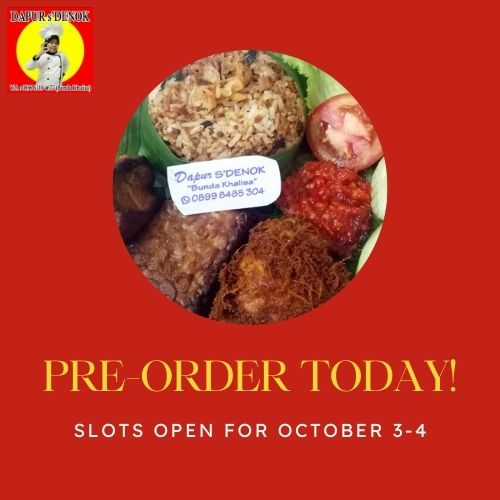 DAPUR s'DENOK
Dapur S'DENOK
"Bunda Khalisa"
0899 8485 304
PRE-ORDER TODAY!
SLOTS OPEN FOR OCTOBER 3-4